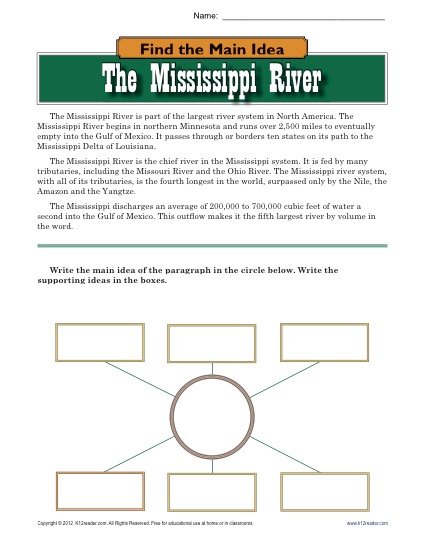 Name:
Find the Main Idea
The Mississippi River
The Mississippi River is part of the largest river system in North America. The
Mississippi River begins in northern Minnesota and runs over 2,500 miles to eventually
empty into the Gulf of Mexico. It passes through or borders ten states on its path to the
Mississippi Delta of Louisiana.
The Mississippi River is the chief river in the Mississippi system. It is fed by many
tributaries, including the Missouri River and the Ohio River. The Mississippi river system,
with all of its tributaries, is the fourth longest in the world, surpassed only by the Nile, the
Amazon and the Yangtze.
The Mississippi discharges an average of 200,000 to 700,000 cubic feet of water a
second into the Gulf of Mexico. This outflow makes it the fifth largest river by volume in
the word.
Write the main idea of the paragraph in the circle below. Write the
supporting ideas in the boxes.
Copyright © 2012 K12reader.com. All Rights Reserved. Free for educational use at home or in classrooms.
www.k12reader.com